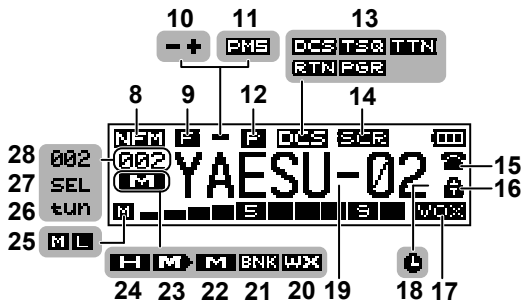 10 11 13
- + PMS DCS TSQ TTN
RTN PGR
8 9 12 14
NFM P - P DCS SCR
28 002 002 YAESU-02 15
27 SEL M 16
26 tun
25 M L M S 9 VOX
H M M BNK WX
24 23 22 21 20 19 18 17